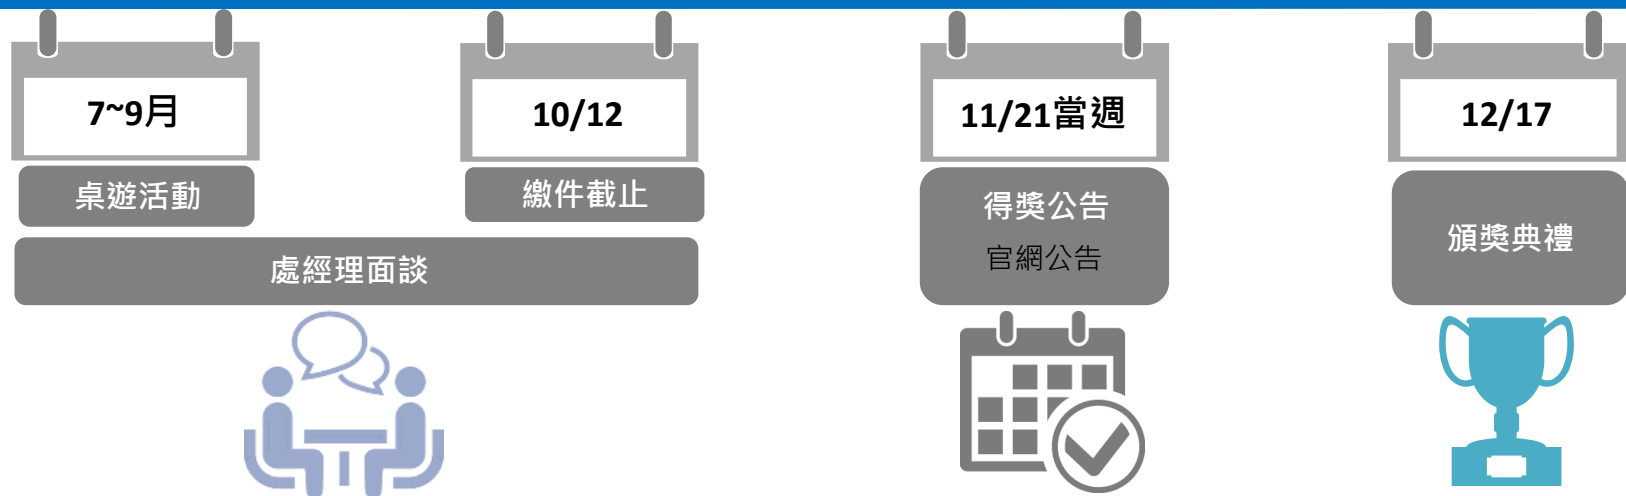 7~9月
10/12
11/21當週
12/17
桌遊活動
繳件截止
得獎公告
官網公告
頒獎典禮
處經理面談